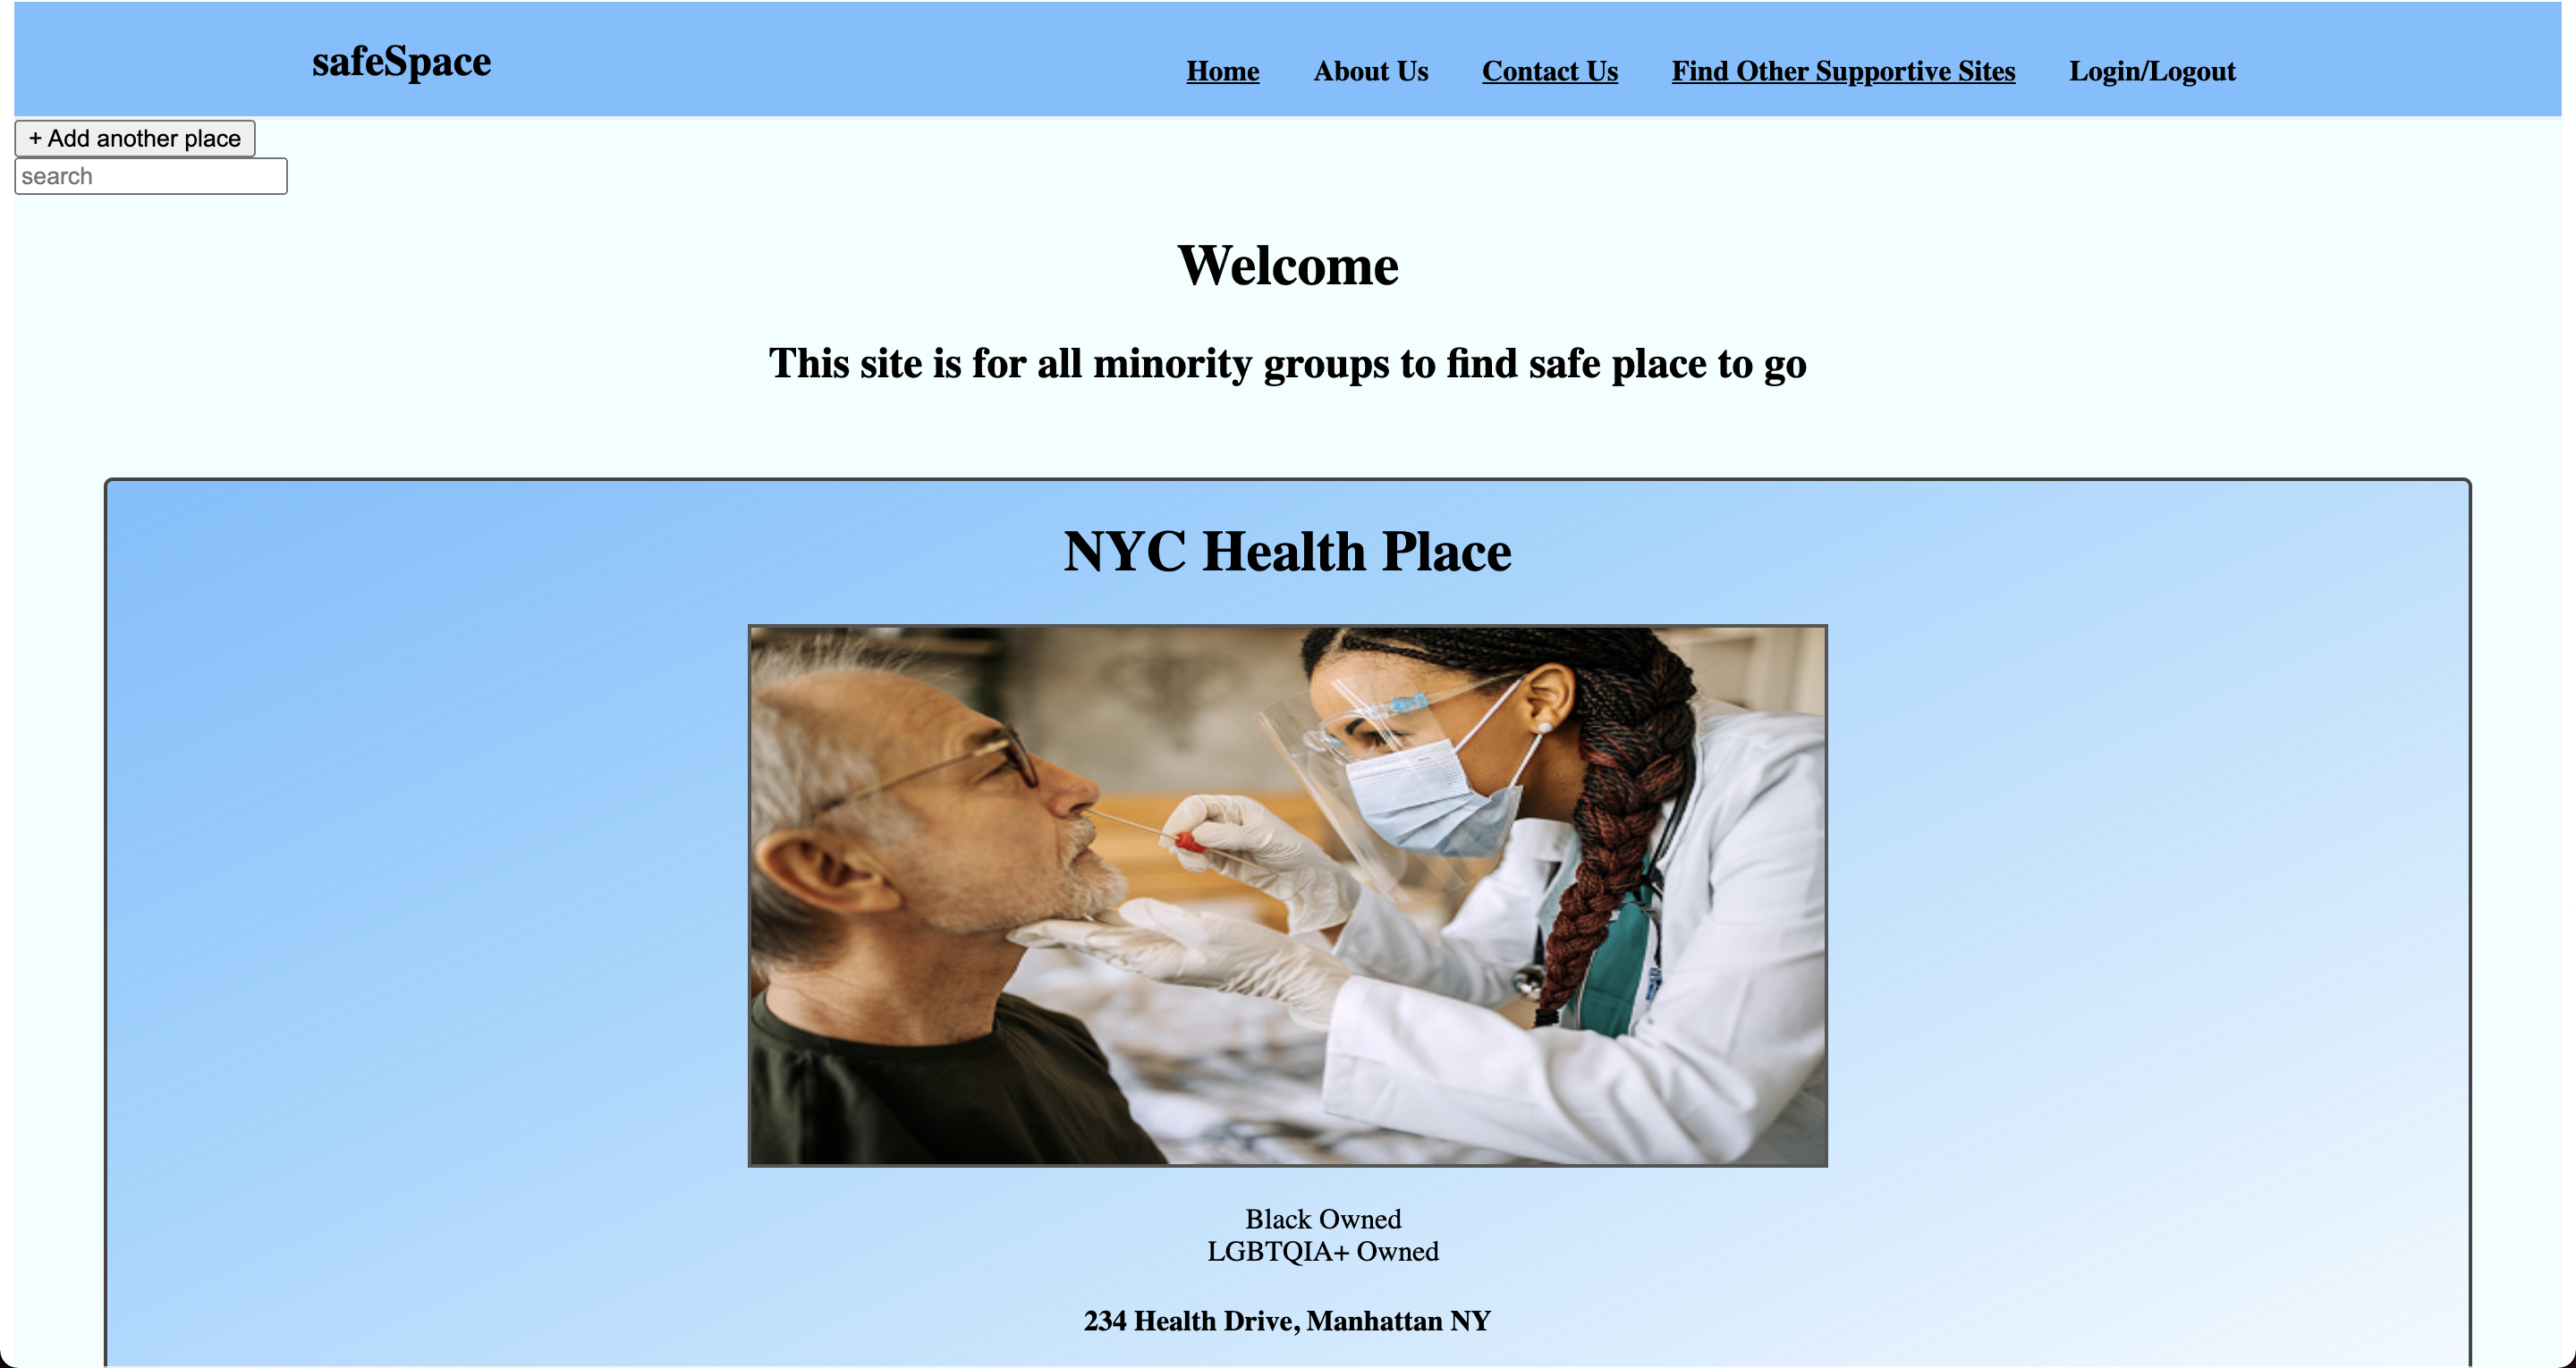 safeSpace
Home About Us Contact Us Find Other Supportive Sites Login/Logout
+ Add another place
search
Welcome
This site is for all minority groups to find safe place to go
NYC Health Place
Black Owned
LGBTQIA+ Owned
234 Health Drive, Manhattan NY